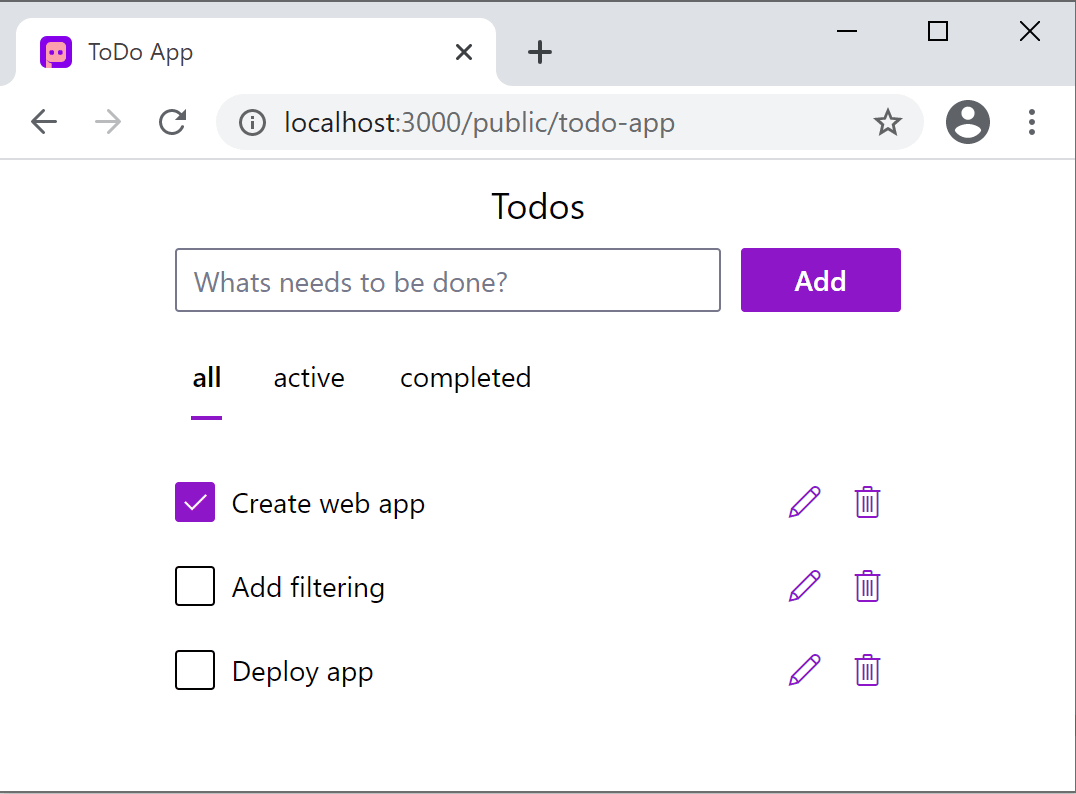 ToDo App
localhost:3000/public/todo-app
Todos
Whats needs to be done?
Add
all active completed
Create web app
Add filtering
Deploy app